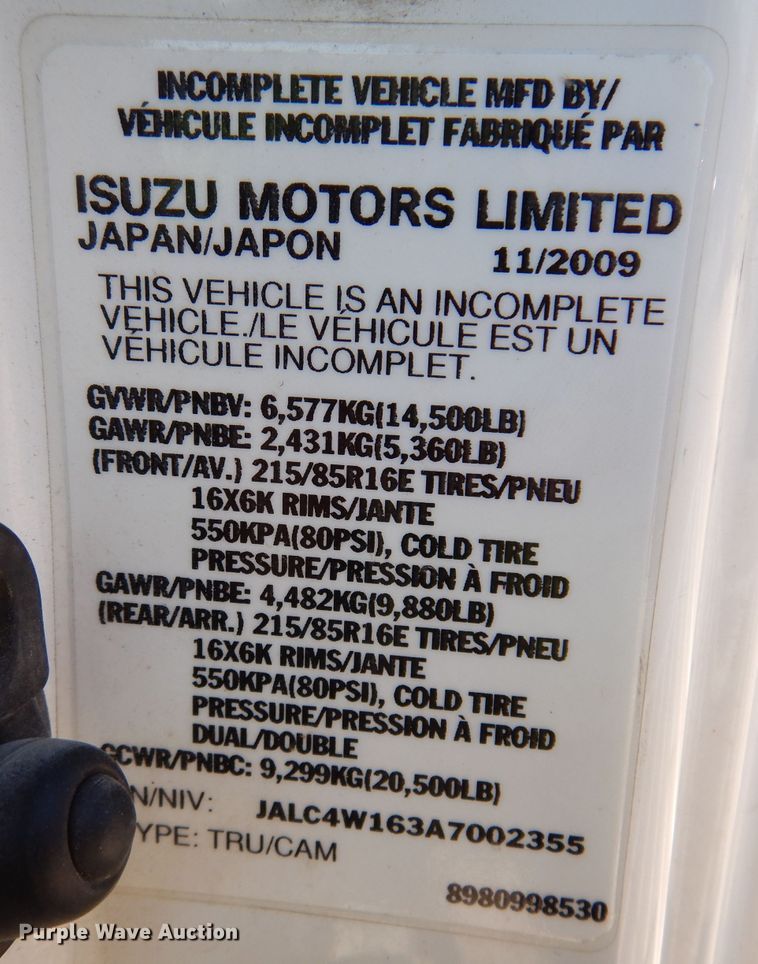 INCOMPLETE VEHICLE MFD BY/
VÉHICULE INCOMPLET FABRIQUÉ PAR
ISUZU MOTORS LIMITED
JAPAN/JAPON 11/2009
THIS VEHICLE IS AN INCOMPLETE
VEHICLE./LE VÉHICULE EST UN
VÉHICULE INCOMPLET.
GVWR/PNBV: 6,577KG(14,500LB)
GAWR/PNBE: 2,431KG(5,360LB)
(FRONT/AV.) 215/85R16E TIRES/PNEU
16X6K RIMS/JANTE
550KPA(80PSI), COLD TIRE
PRESSURE/PRESSION À FROID
GAWR/PNBE: 4,482KG(9,880LB)
(REAR/ARR.) 215/85R16E TIRES/PNEU
16X6K RIMS/JANTE
550KPA(80PSI), COLD TIRE
PRESSURE/PRESSION À FROID
DUAL/DOUBLE
GCWR/PNBC: 9,299KG(20,500LB)
N/NIV: JALC4W163A7002355
YPE: TRU/CAM
8980998530
Purple Wave Auction